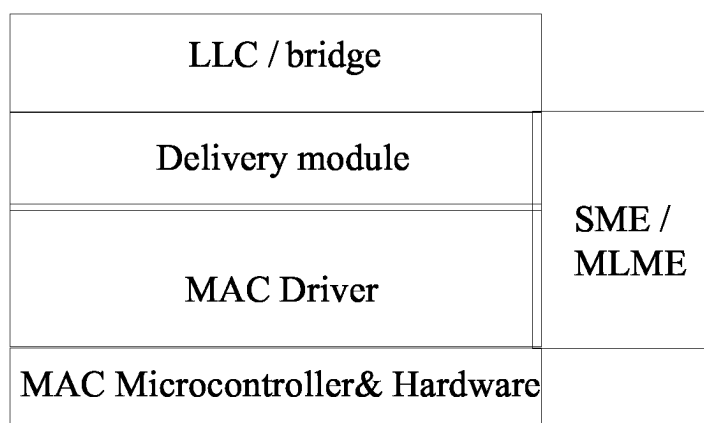 LLC / bridge
Delivery module
SME /
MLME
MAC Driver
MAC Microcontroller& Hardware